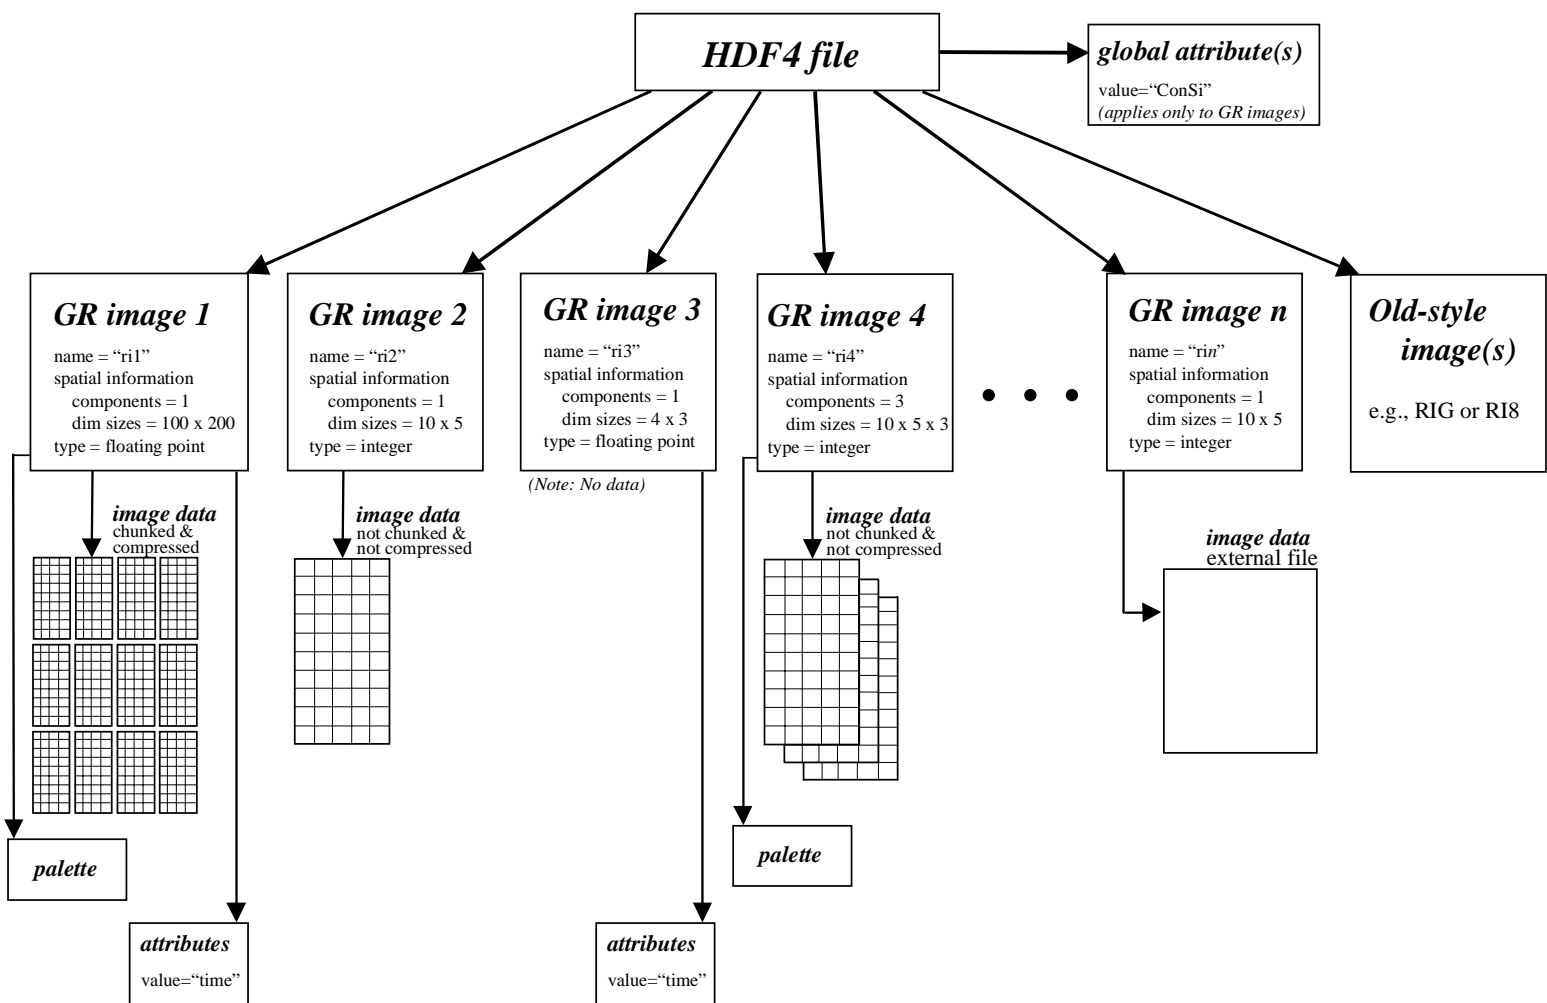 HDF4 file
global attribute(s)
value=“ConSi”
(applies only to GR images)
GR image 1
name = “ri1”
spatial information
components = 1
dim sizes = 100 x 200
type = floating point
GR image 2
name = “ri2”
spatial information
components = 1
dim sizes = 10 x 5
type = integer
GR image 3
name = “ri3”
spatial information
components = 1
dim sizes = 4 x 3
type = floating point
(Note: No data)
GR image 4
name = “ri4”
spatial information
components = 3
dim sizes = 10 x 5 x 3
type = integer
GR image n
name = “rin”
spatial information
components = 1
dim sizes = 10 x 5
type = integer
Old-style
image(s)
e.g., RIG or RI8
image data
chunked &
compressed
image data
not chunked &
not compressed
image data
not chunked &
not compressed
image data
external file
palette
palette
attributes
value=“time”
attributes
value=“time”